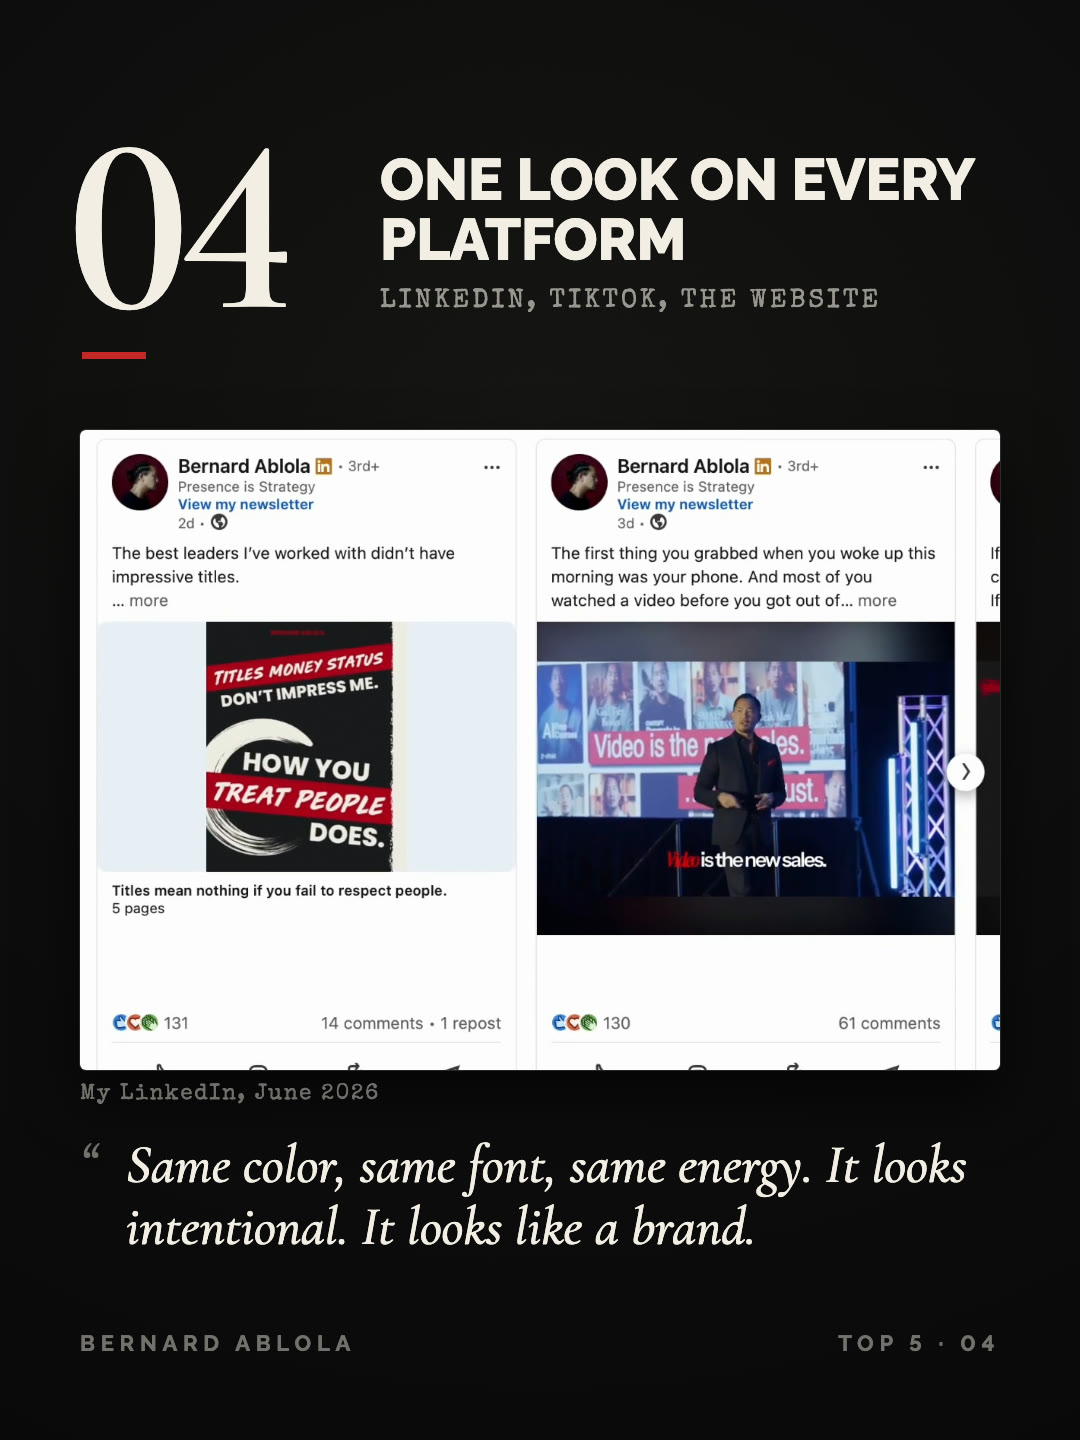 04
ONE LOOK ON EVERY
PLATFORM
LINKEDIN, TIKTOK, THE WEBSITE
Bernard Ablola in • 3rd+
Presence is Strategy
View my newsletter
2d •
The best leaders I’ve worked with didn’t have
impressive titles.
... more
TITLES MONEY STATUS
DON’T IMPRESS ME.
HOW YOU
TREAT PEOPLE
DOES.
Titles mean nothing if you fail to respect people.
5 pages
131
14 comments • 1 repost
Bernard Ablola in • 3rd+
Presence is Strategy
View my newsletter
3d •
The first thing you grabbed when you woke up this
morning was your phone. And most of you
watched a video before you got out of... more
Video is the
Video is the new sales.
130
61 comments
If
c
If
My LinkedIn, June 2026
“ Same color, same font, same energy. It looks
intentional. It looks like a brand.
BERNARD ABLOLA
TOP 5 · 04